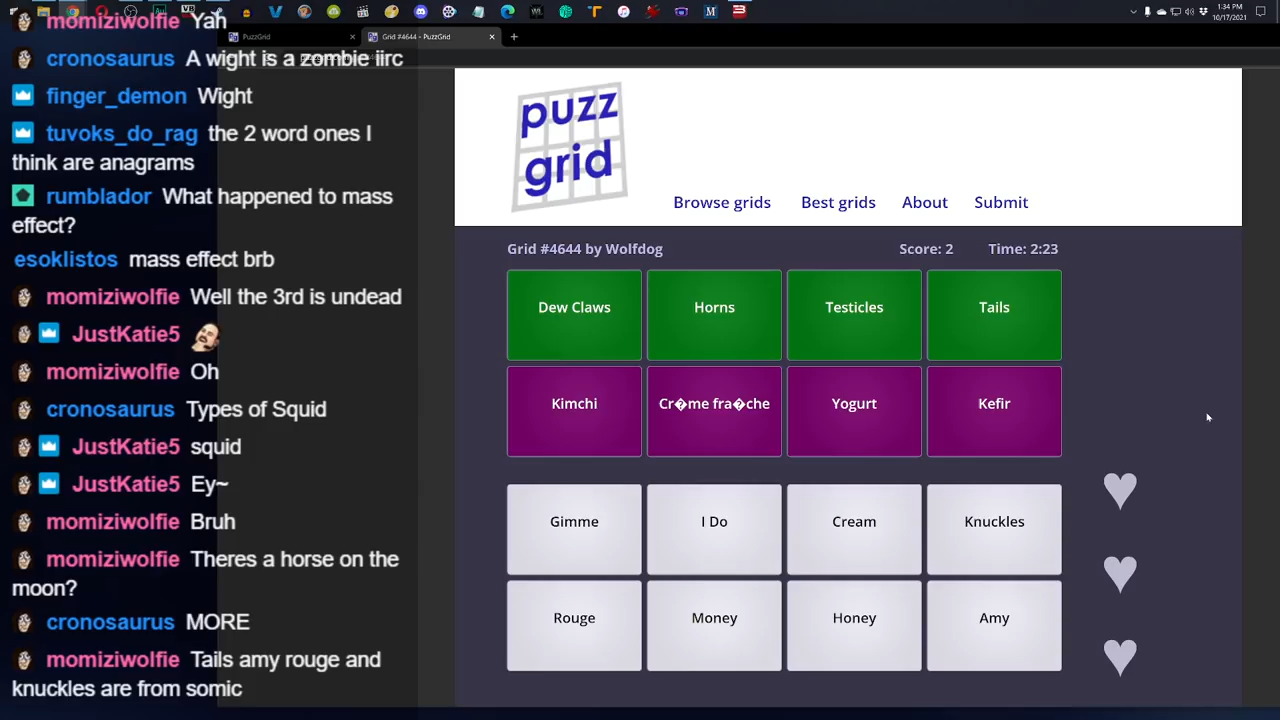 momiziwolfie Yah
cronosaurus A wight is a zombie iirc
finger_demon Wight
tuvoks_do_rag the 2 word ones I
think are anagrams
rumblador What happened to mass
effect?
esoklistos mass effect brb
momiziwolfie Well the 3rd is undead
JustKatie5
momiziwolfie Oh
cronosaurus Types of Squid
JustKatie5 squid
JustKatie5 Ey~
momiziwolfie Bruh
momiziwolfie Theres a horse on the
moon?
cronosaurus MORE
momiziwolfie Tails amy rouge and
knuckles are from somic
1:34 PM
10/17/2021
PuzzGrid
Grid #4644 - PuzzGrid
puzz
grid
Browse grids Best grids About Submit
Grid #4644 by Wolfdog Score: 2 Time: 2:23
Dew Claws Horns Testicles Tails
Kimchi Cr�me fra�che Yogurt Kefir
Gimme I Do Cream Knuckles
Rouge Money Honey Amy